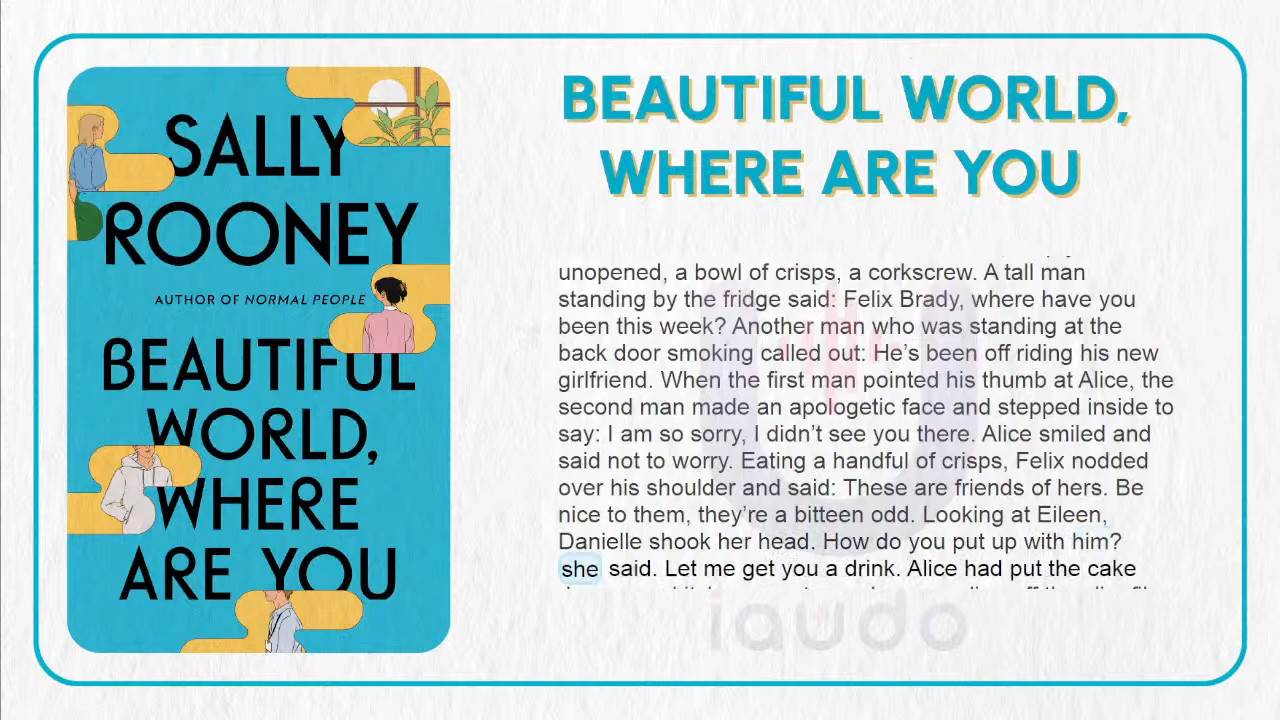 SALLY
ROONEY
AUTHOR OF NORMAL PEOPLE
BEAUTIFUL
WORLD,
WHERE
ARE YOU
BEAUTIFUL WORLD,
WHERE ARE YOU
unopened, a bowl of crisps, a corkscrew. A tall man
standing by the fridge said: Felix Brady, where have you
been this week? Another man who was standing at the
back door smoking called out: He’s been off riding his new
girlfriend. When the first man pointed his thumb at Alice, the
second man made an apologetic face and stepped inside to
say: I am so sorry, I didn’t see you there. Alice smiled and
said not to worry. Eating a handful of crisps, Felix nodded
over his shoulder and said: These are friends of hers. Be
nice to them, they’re a bitteen odd. Looking at Eileen,
Danielle shook her head. How do you put up with him?
she said. Let me get you a drink. Alice had put the cake
iaudo